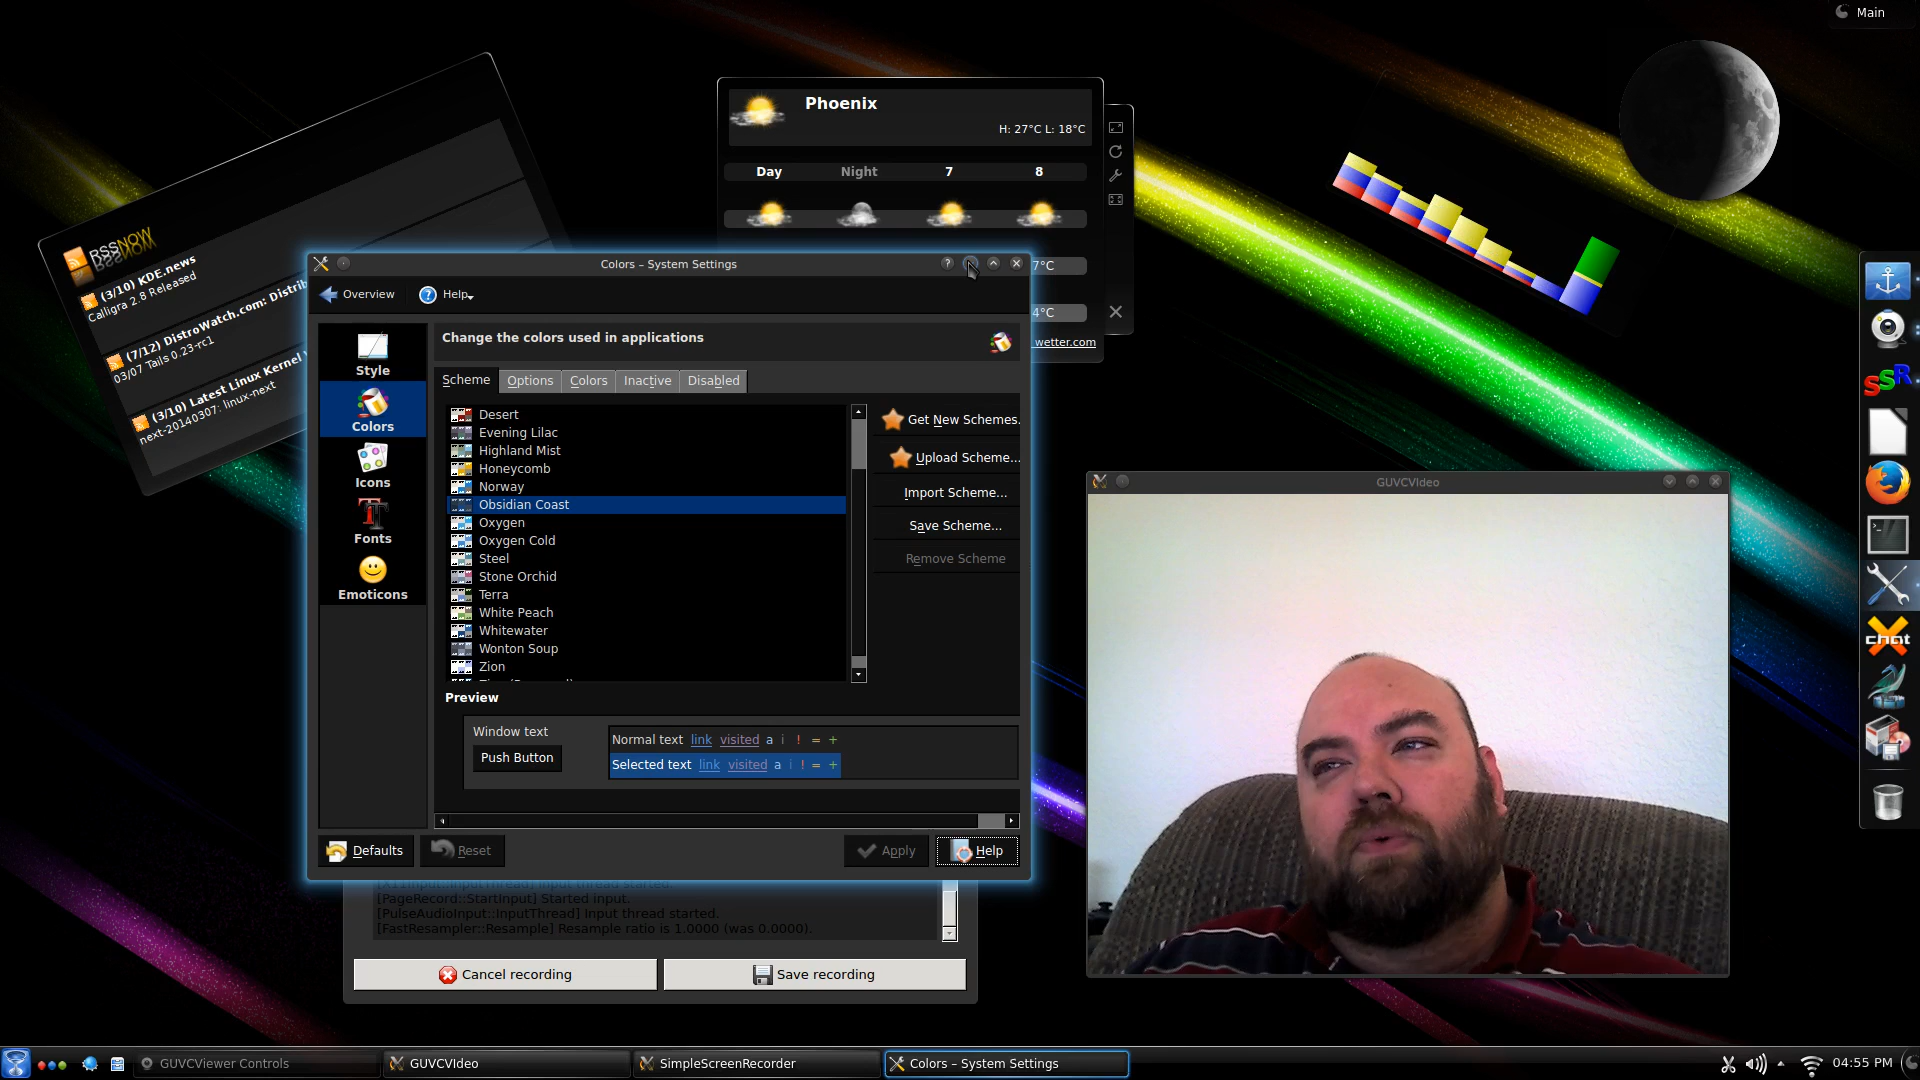 Main
Phoenix
H: 27°C L: 18°C
Day Night 7 8
7°C
4°C
wetter.com
RSSNOW
(3/10) KDE.news
Calligra 2.8 Released
(7/12) DistroWatch.com: Distrib
03/07 Tails 0.23-rc1
(3/10) Latest Linux Kernel
next-20140307: linux-next
Colors – System Settings
Overview Help
Style
Colors
Icons
Fonts
Emoticons
Change the colors used in applications
Scheme Options Colors Inactive Disabled
Desert
Evening Lilac
Highland Mist
Honeycomb
Norway
Obsidian Coast
Oxygen
Oxygen Cold
Steel
Stone Orchid
Terra
White Peach
Whitewater
Wonton Soup
Zion
Get New Schemes.
Upload Scheme...
Import Scheme...
Save Scheme...
Remove Scheme
Preview
Window text
Push Button
Normal text link visited a i ! = +
Selected text link visited a i ! = +
Defaults Reset Apply Help
[X11Input::InputThread] Input thread started.
[PageRecord::StartInput] Started input.
[PulseAudioInput::InputThread] Input thread started.
[FastResampler::Resample] Resample ratio is 1.0000 (was 0.0000).
Cancel recording Save recording
GUVCVideo
SSR
chat
GUVCViewer Controls GUVCVideo SimpleScreenRecorder Colors – System Settings 04:55 PM